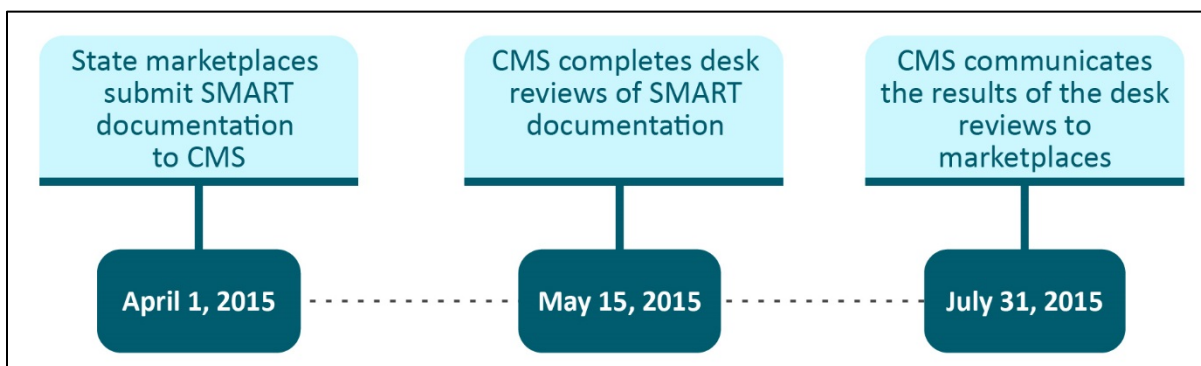 State marketplaces
submit SMART
documentation
to CMS
CMS completes desk
reviews of SMART
documentation
CMS communicates
the results of the desk
reviews to
marketplaces
April 1, 2015
May 15, 2015
July 31, 2015